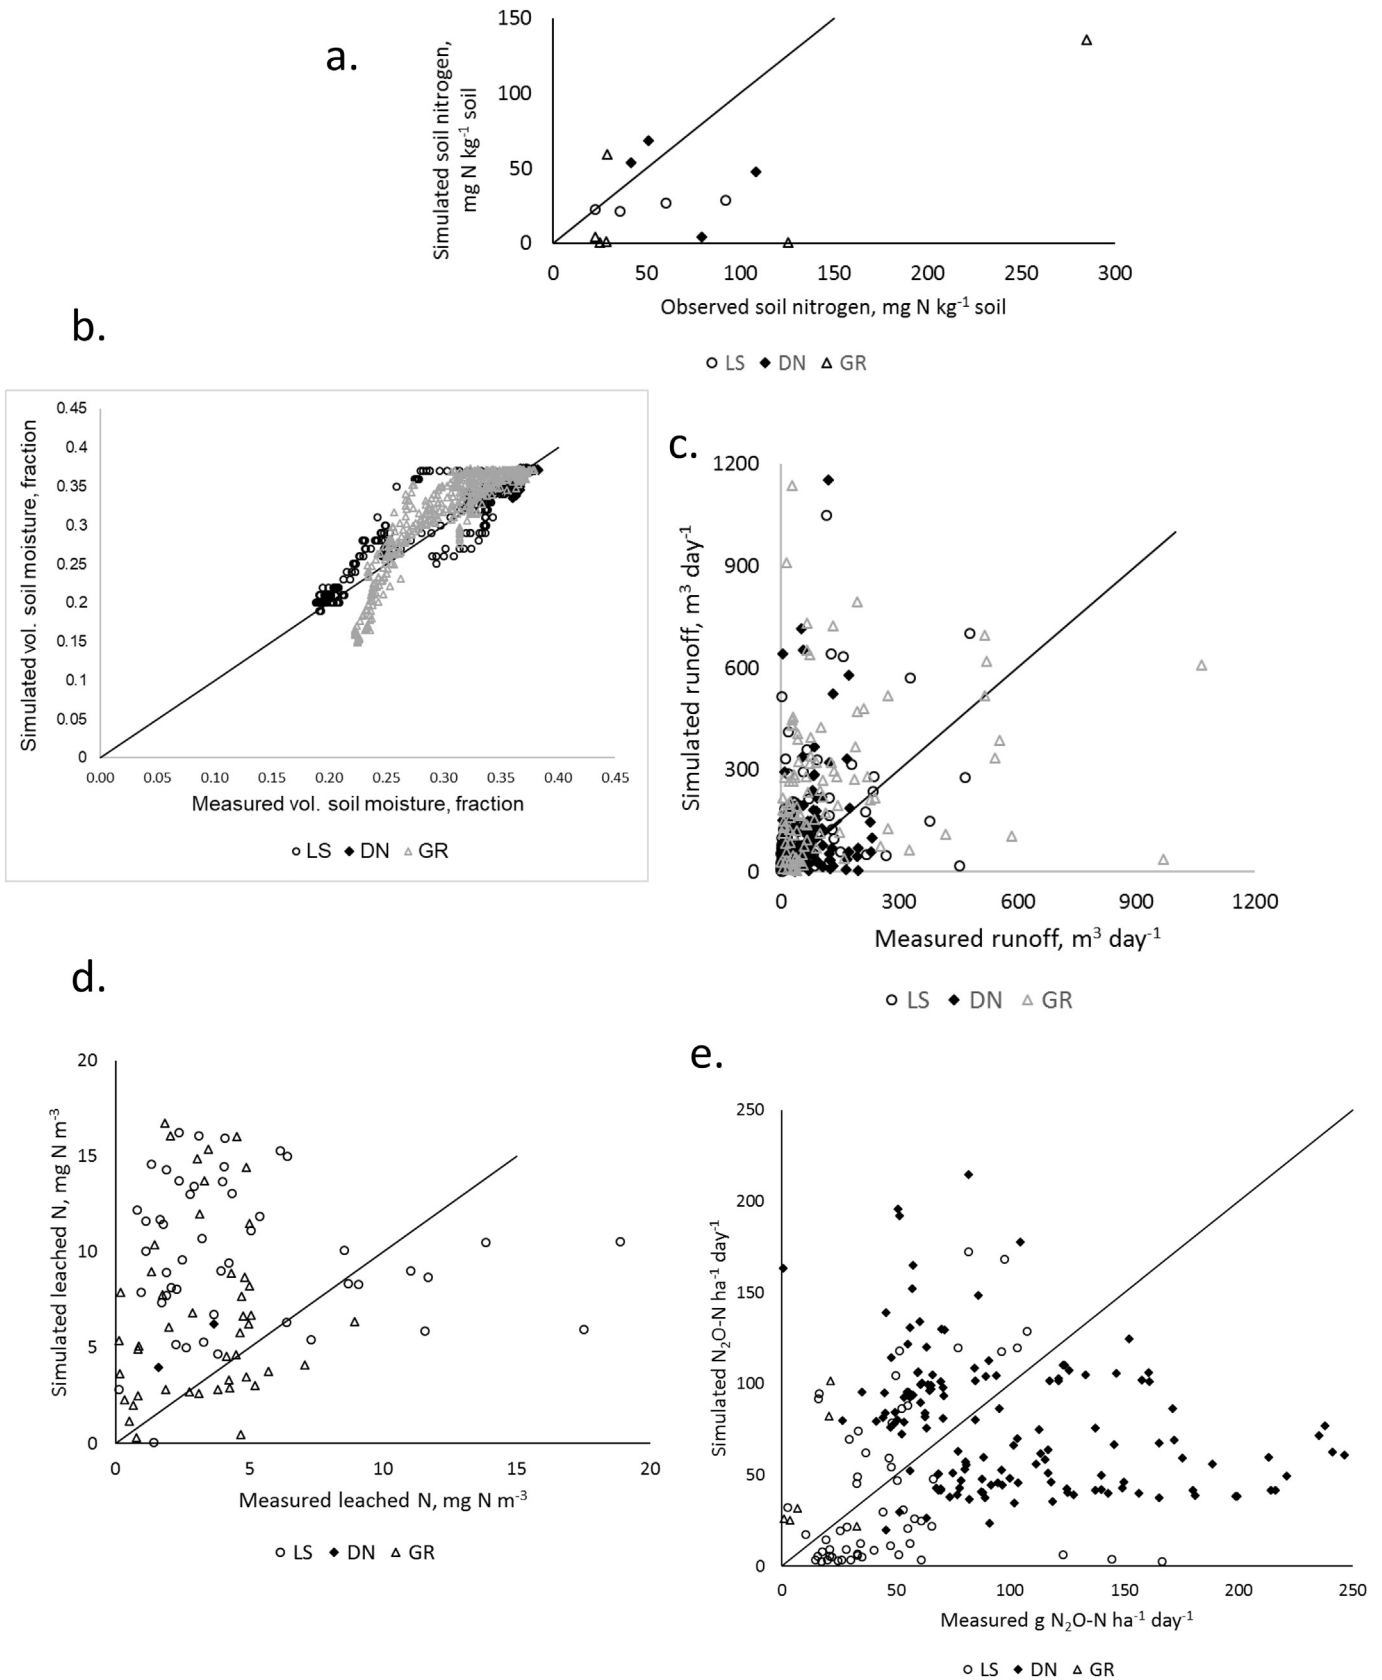 a.
Simulated soil nitrogen,
mg N kg⁻¹ soil
150
100
50
0
0 50 100 150 200 250 300
Observed soil nitrogen, mg N kg⁻¹ soil
LS DN GR
b.
Simulated vol. soil moisture, fraction
0.45
0.4
0.35
0.3
0.25
0.2
0.15
0.1
0.05
0
0.00 0.05 0.10 0.15 0.20 0.25 0.30 0.35 0.40 0.45
Measured vol. soil moisture, fraction
LS DN GR
c.
Simulated runoff, m³ day⁻¹
1200
900
600
300
0
0 300 600 900 1200
Measured runoff, m³ day⁻¹
LS DN GR
d.
Simulated leached N, mg N m⁻³
20
15
10
5
0
0 5 10 15 20
Measured leached N, mg N m⁻³
LS DN GR
e.
Simulated N₂O-N ha⁻¹ day⁻¹
250
200
150
100
50
0
0 50 100 150 200 250
Measured g N₂O-N ha⁻¹ day⁻¹
LS DN GR